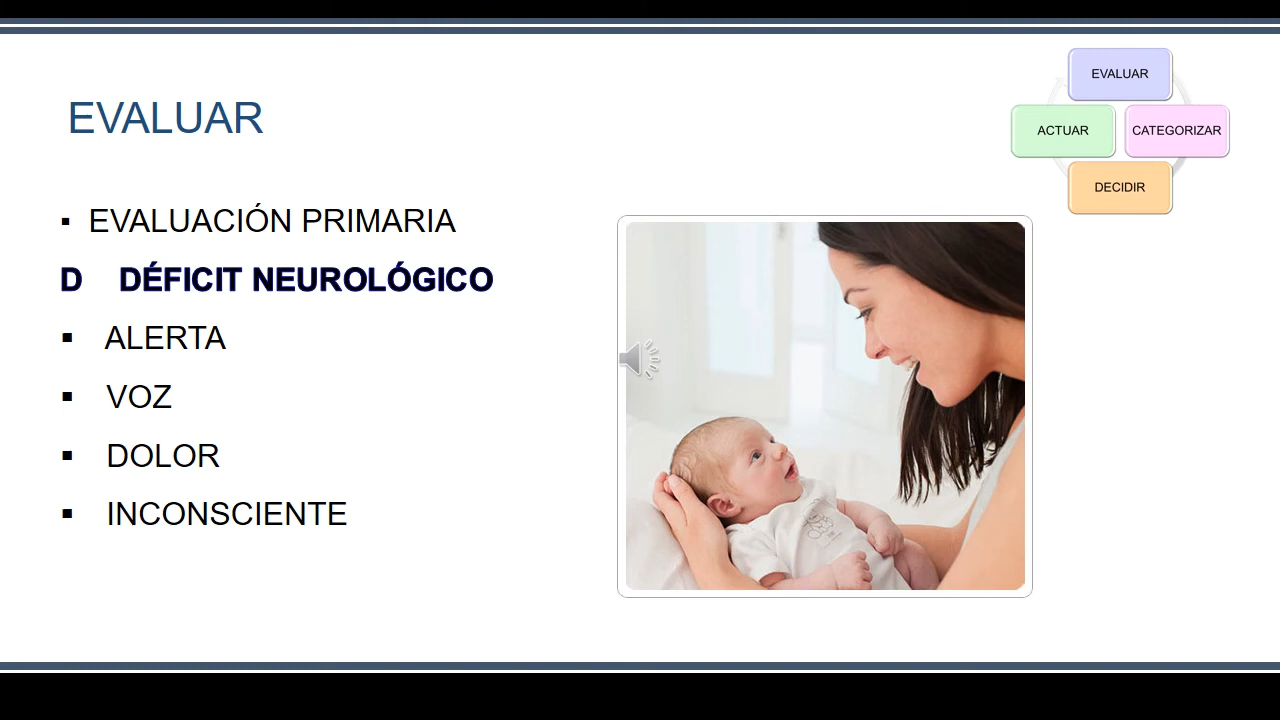 EVALUAR
EVALUACIÓN PRIMARIA
D DÉFICIT NEUROLÓGICO
ALERTA
VOZ
DOLOR
INCONSCIENTE
EVALUAR
ACTUAR
CATEGORIZAR
DECIDIR